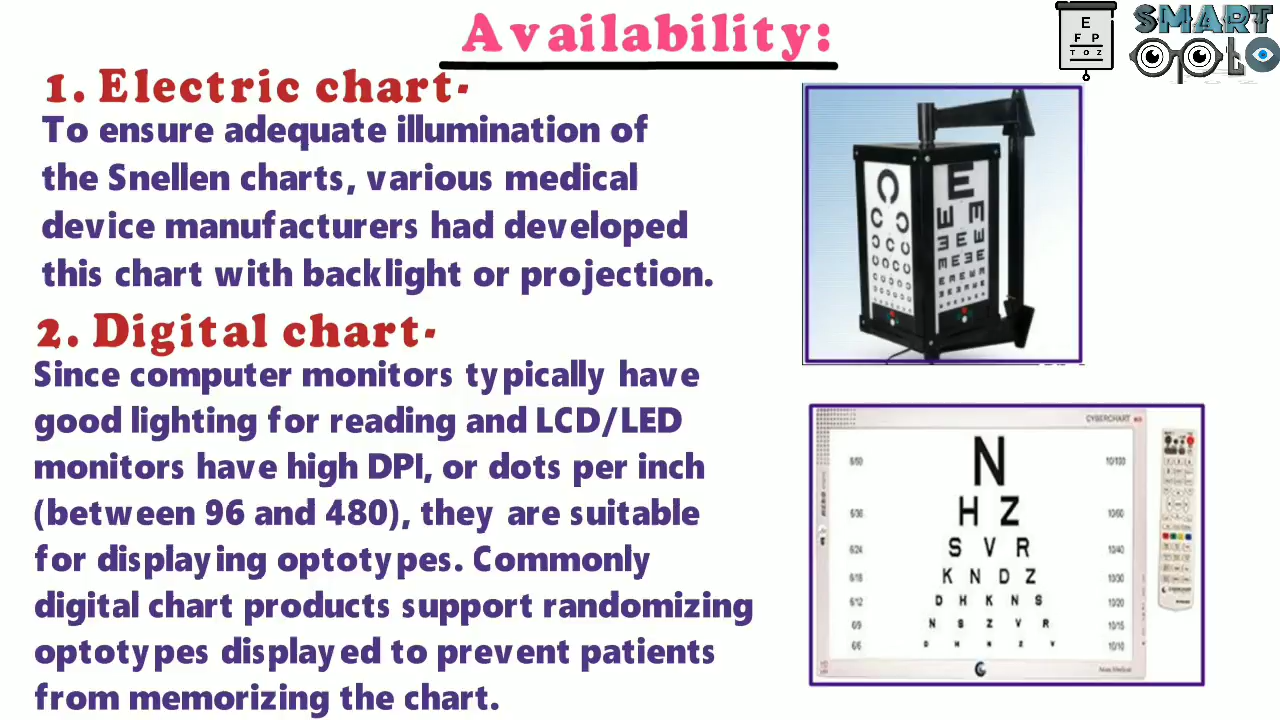 Availability:
SMART
E
F P
T O Z
1. Electric chart-
To ensure adequate illumination of
the Snellen charts, various medical
device manufacturers had developed
this chart with backlight or projection.
2. Digital chart-
Since computer monitors typically have
good lighting for reading and LCD/LED
monitors have high DPI, or dots per inch
(between 96 and 480), they are suitable
for displaying optotypes. Commonly
digital chart products support randomizing
optotypes displayed to prevent patients
from memorizing the chart.
E
CYBERCHART
N
6/60 10/100
6/36 H Z 10/60
6/24 S V R 10/40
6/18 K N D Z 10/30
6/12 D H K N S 10/20
6/9 N S Z V R 10/15
6/6 D H N Z V 10/10